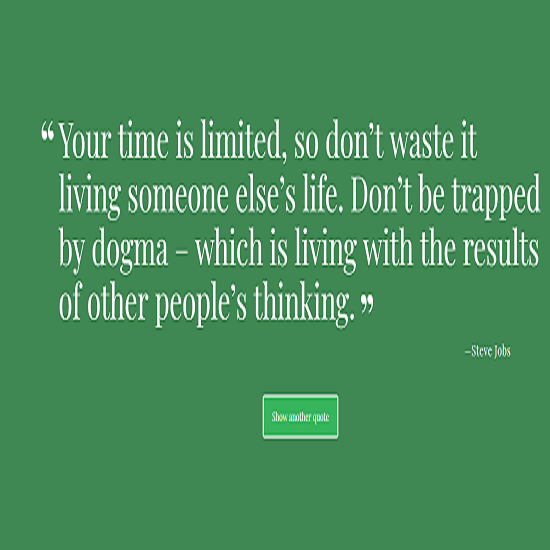 “Your time is limited, so don’t waste it
living someone else’s life. Don’t be trapped
by dogma – which is living with the results
of other people’s thinking.”
—Steve Jobs
Show another quote